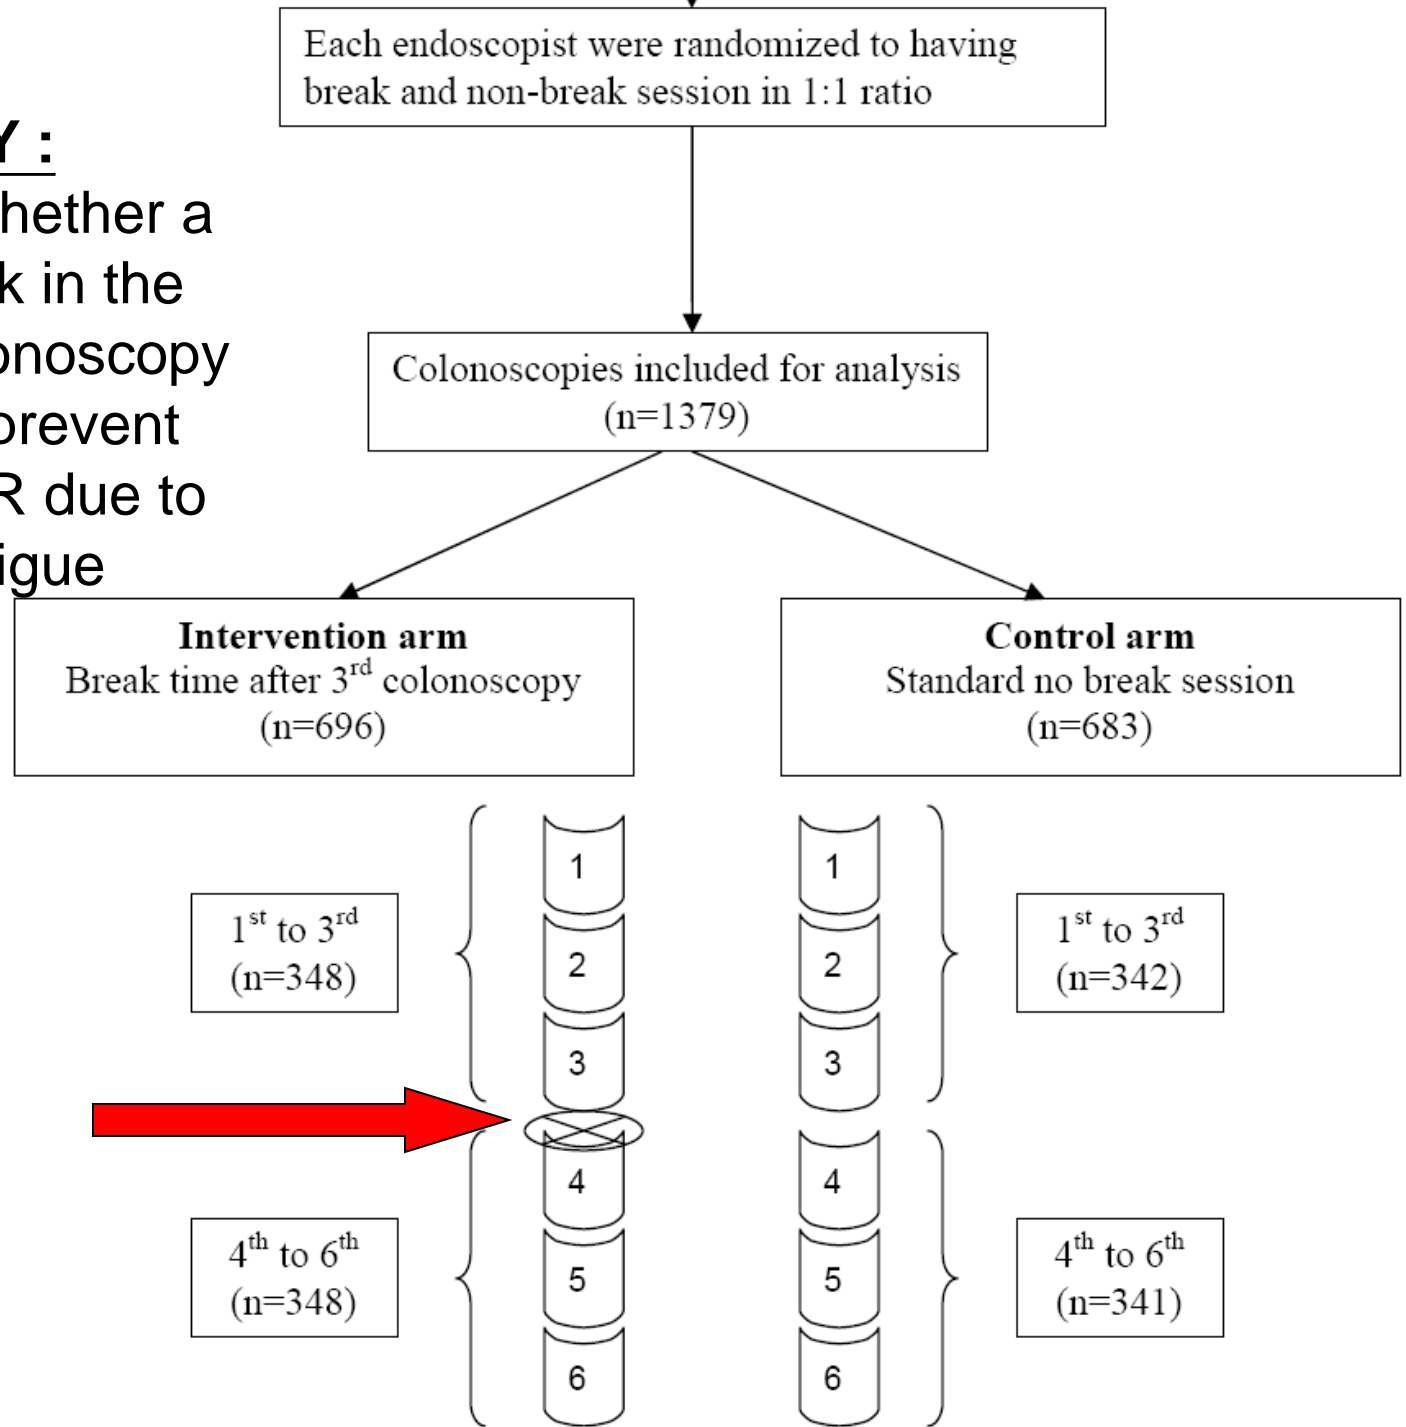 Each endoscopist were randomized to having
break and non-break session in 1:1 ratio
Y :
hether a
k in the
onoscopy
prevent
R due to
igue
Colonoscopies included for analysis
(n=1379)
Intervention arm
Break time after 3rd colonoscopy
(n=696)
Control arm
Standard no break session
(n=683)
1st to 3rd
(n=348)
1
2
3
4th to 6th
(n=348)
4
5
6
1
2
3
1st to 3rd
(n=342)
4
5
6
4th to 6th
(n=341)